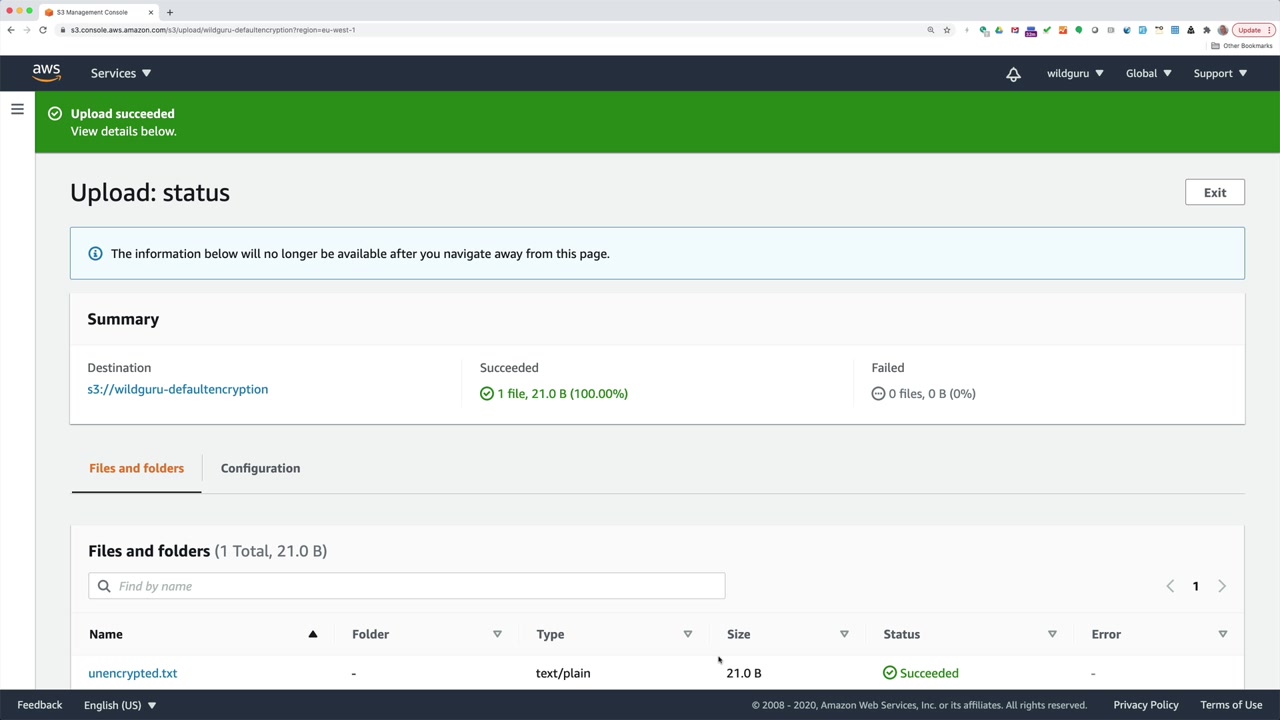 S3 Management Console
s3.console.aws.amazon.com/s3/upload/wildguru-defaultencryption?region=eu-west-1
Update
Other Bookmarks
aws
Services
wildguru
Global
Support
Upload succeeded
View details below.
Upload: status
Exit
The information below will no longer be available after you navigate away from this page.
Summary
Destination
Succeeded
Failed
s3://wildguru-defaultencryption
1 file, 21.0 B (100.00%)
0 files, 0 B (0%)
Files and folders
Configuration
Files and folders (1 Total, 21.0 B)
Find by name
1
Name
Folder
Type
Size
Status
Error
unencrypted.txt
-
text/plain
21.0 B
Succeeded
-
Feedback
English (US)
© 2008 - 2020, Amazon Web Services, Inc. or its affiliates. All rights reserved.
Privacy Policy
Terms of Use